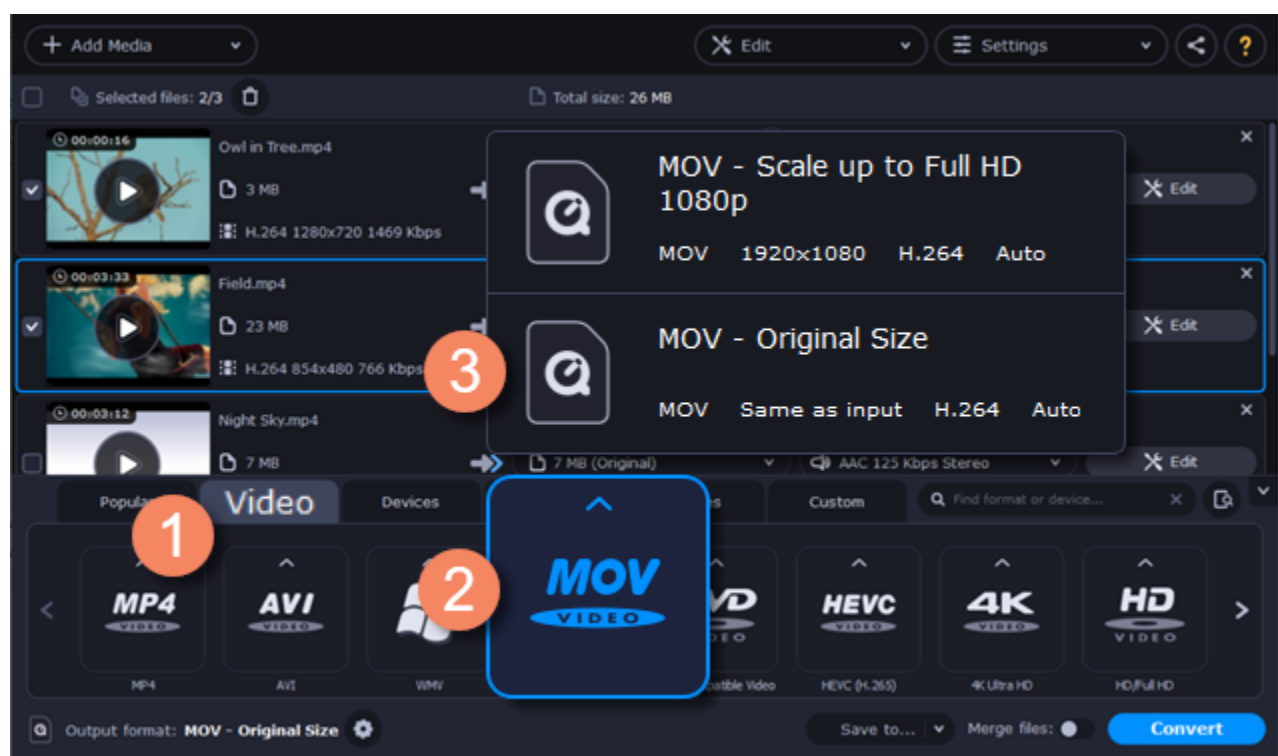 + Add Media
Edit
Settings
?
Selected files: 2/3
Total size: 26 MB
00:00:16
Owl in Tree.mp4
3 MB
H.264 1280x720 1469 Kbps
MOV - Scale up to Full HD
1080p
MOV 1920x1080 H.264 Auto
Edit
00:03:33
Field.mp4
23 MB
H.264 854x480 766 Kbps
3
MOV - Original Size
MOV Same as input H.264 Auto
Edit
00:03:12
Night Sky.mp4
7 MB
7 MB (Original)
AAC 125 Kbps Stereo
Edit
1
Video
Devices
Custom
Find format or device...
2
MP4
VIDEO
AVI
VIDEO
MOV
VIDEO
HEVC
VIDEO
4K
VIDEO
HD
VIDEO
MP4
AVI
WMV
Video
HEVC (H.265)
4K Ultra HD
HD/Full HD
Output format: MOV - Original Size
Save to...
Merge files:
Convert